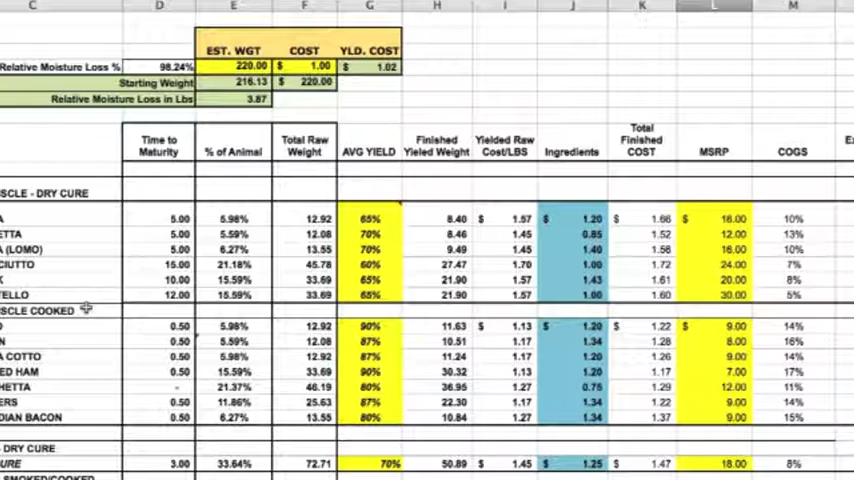 C D E F G H I J K L M
EST. WGT COST YLD. COST
Relative Moisture Loss % 98.24% 220.00 $ 1.00 $ 1.02
Starting Weight 216.13 $ 220.00
Relative Moisture Loss in Lbs 3.87
Time to Maturity % of Animal Total Raw Weight AVG YIELD Finished Yielded Weight Yielded Raw Cost/LBS Ingredients Total Finished COST MSRP COGS
SCLE - DRY CURE
A 5.00 5.98% 12.92 65% 8.40 $ 1.57 $ 1.20 $ 1.66 $ 16.00 10%
ETTA 5.00 5.59% 12.08 70% 8.46 1.45 0.85 1.52 12.00 13%
(LOMO) 5.00 6.27% 13.55 70% 9.49 1.45 1.40 1.56 16.00 10%
CIUTTO 15.00 21.18% 45.78 60% 27.47 1.70 1.00 1.72 24.00 7%
K 10.00 15.59% 33.69 65% 21.90 1.57 1.43 1.61 20.00 8%
TELLO 12.00 15.59% 33.69 65% 21.90 1.57 1.00 1.60 30.00 5%
SCLE COOKED
0.50 5.98% 12.92 90% 11.63 $ 1.13 $ 1.20 $ 1.22 $ 9.00 14%
N 0.50 5.59% 12.08 87% 10.51 1.17 1.34 1.28 8.00 16%
A COTTO 0.50 5.98% 12.92 87% 11.24 1.17 1.20 1.26 9.00 14%
ED HAM 0.50 15.59% 33.69 90% 30.32 1.13 1.20 1.17 7.00 17%
HETTA - 21.37% 46.19 80% 36.95 1.27 0.75 1.29 12.00 11%
ERS 0.50 11.86% 25.63 87% 22.30 1.17 1.34 1.22 9.00 14%
DIAN BACON 0.50 6.27% 13.55 80% 10.84 1.27 1.34 1.37 9.00 15%
- DRY CURE
URE 3.00 33.64% 72.71 70% 50.89 $ 1.45 $ 1.25 $ 1.47 18.00 8%
- SMOKED/COOKED